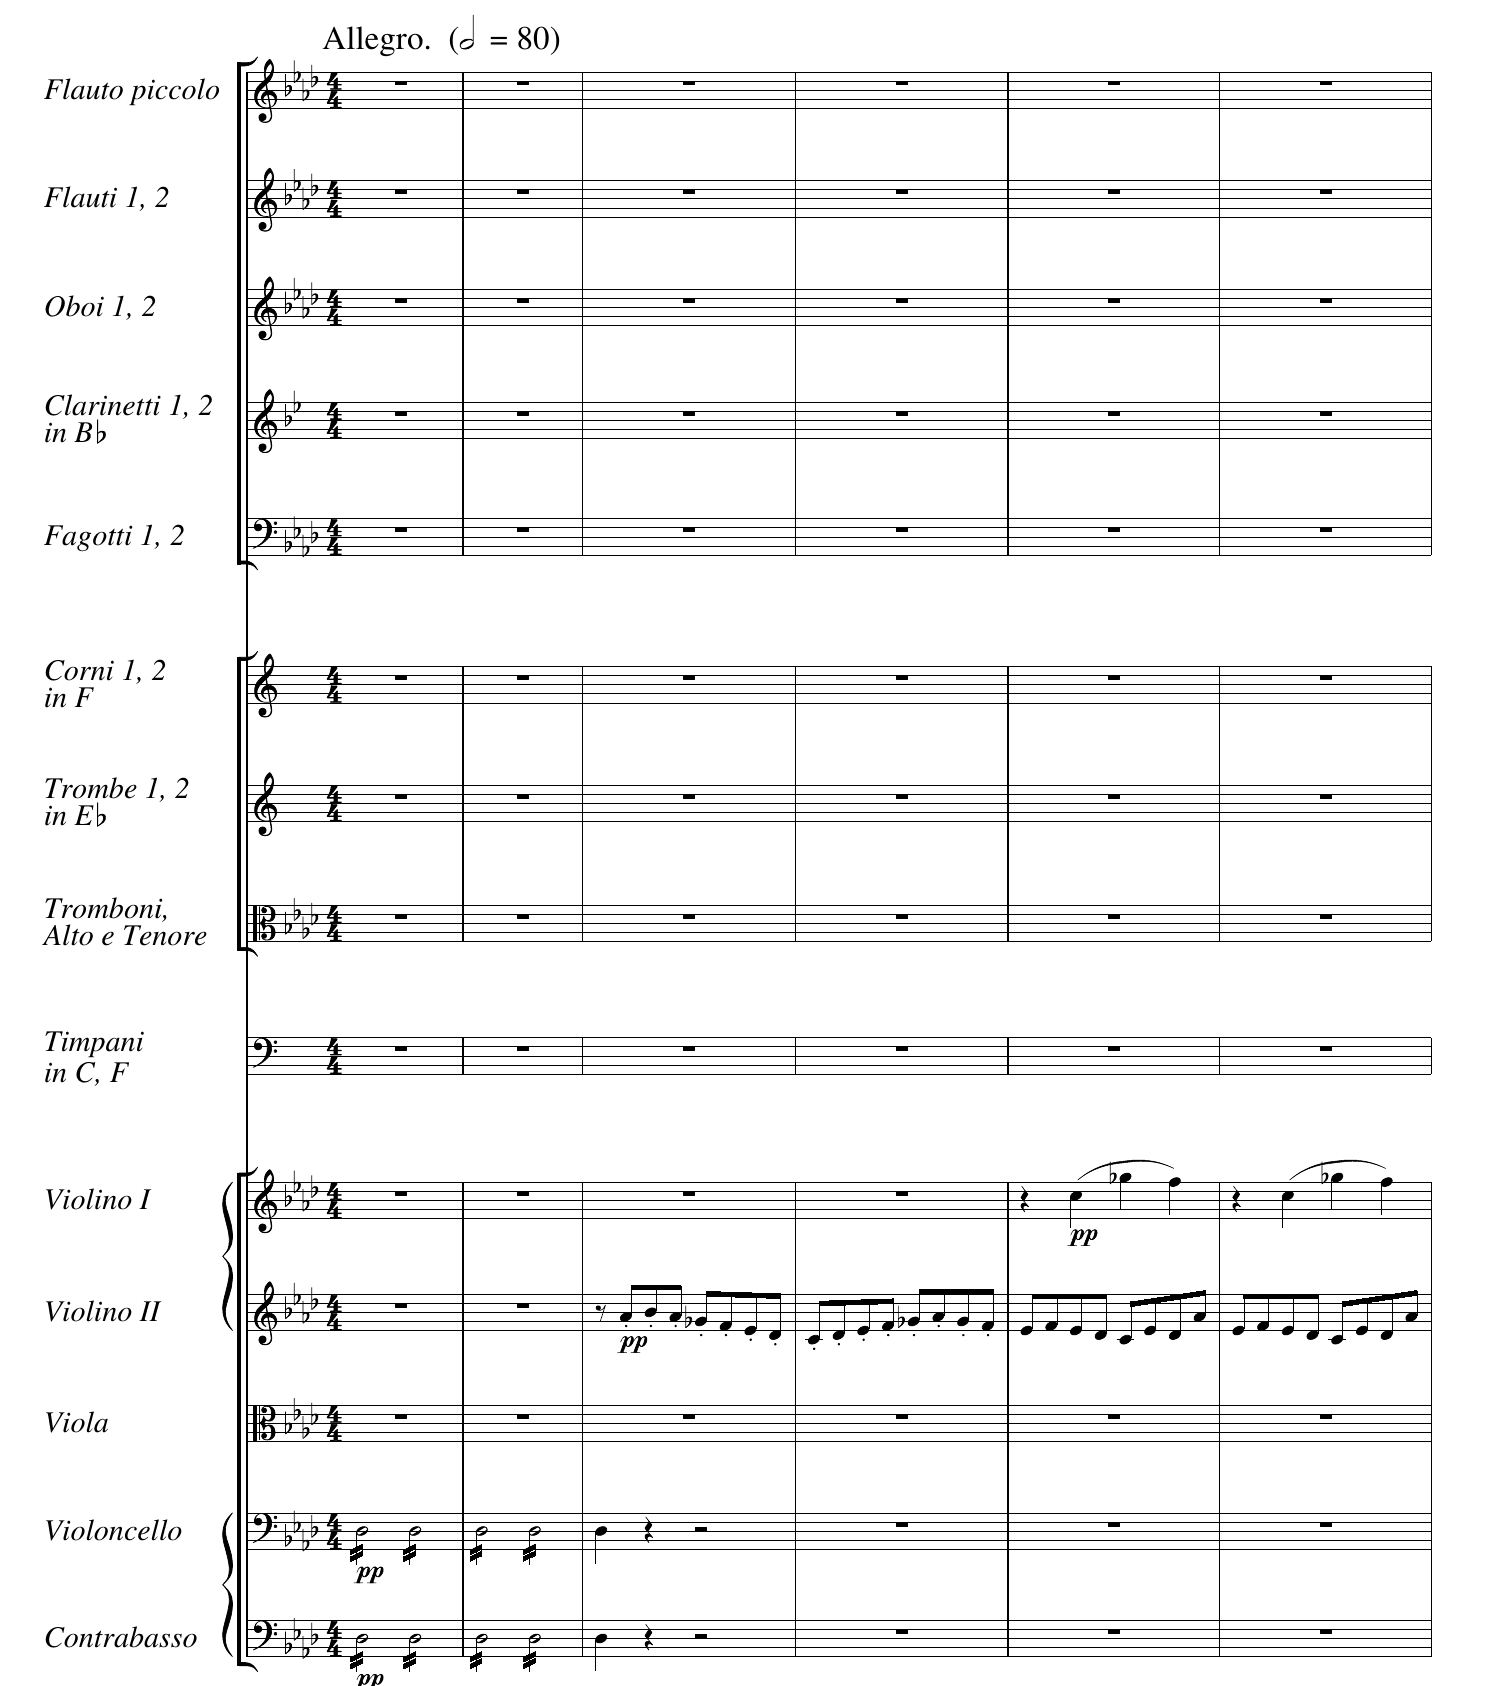 Allegro. (𝅗𝅥 = 80)
Flauto piccolo
Flauti 1, 2
Oboi 1, 2
Clarinetti 1, 2
in B♭
Fagotti 1, 2
Corni 1, 2
in F
Trombe 1, 2
in E♭
Tromboni,
Alto e Tenore
Timpani
in C, F
Violino I
pp
Violino II
pp
Viola
Violoncello
pp
Contrabasso
pp